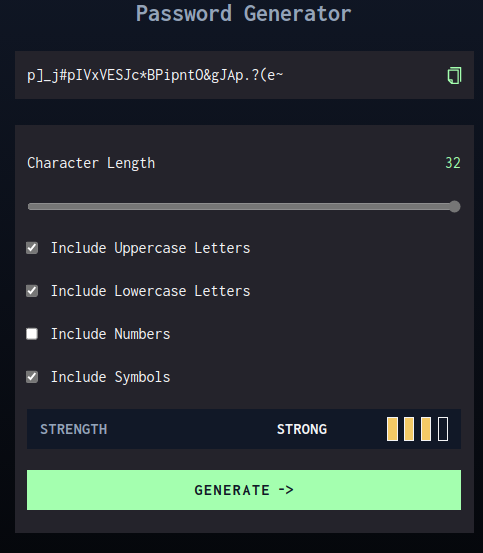 Password Generator
p]_j#pIVxVESJc*BPipntO&gJAp.?(e~
Character Length 32
Include Uppercase Letters
Include Lowercase Letters
Include Numbers
Include Symbols
STRENGTH STRONG
GENERATE ->